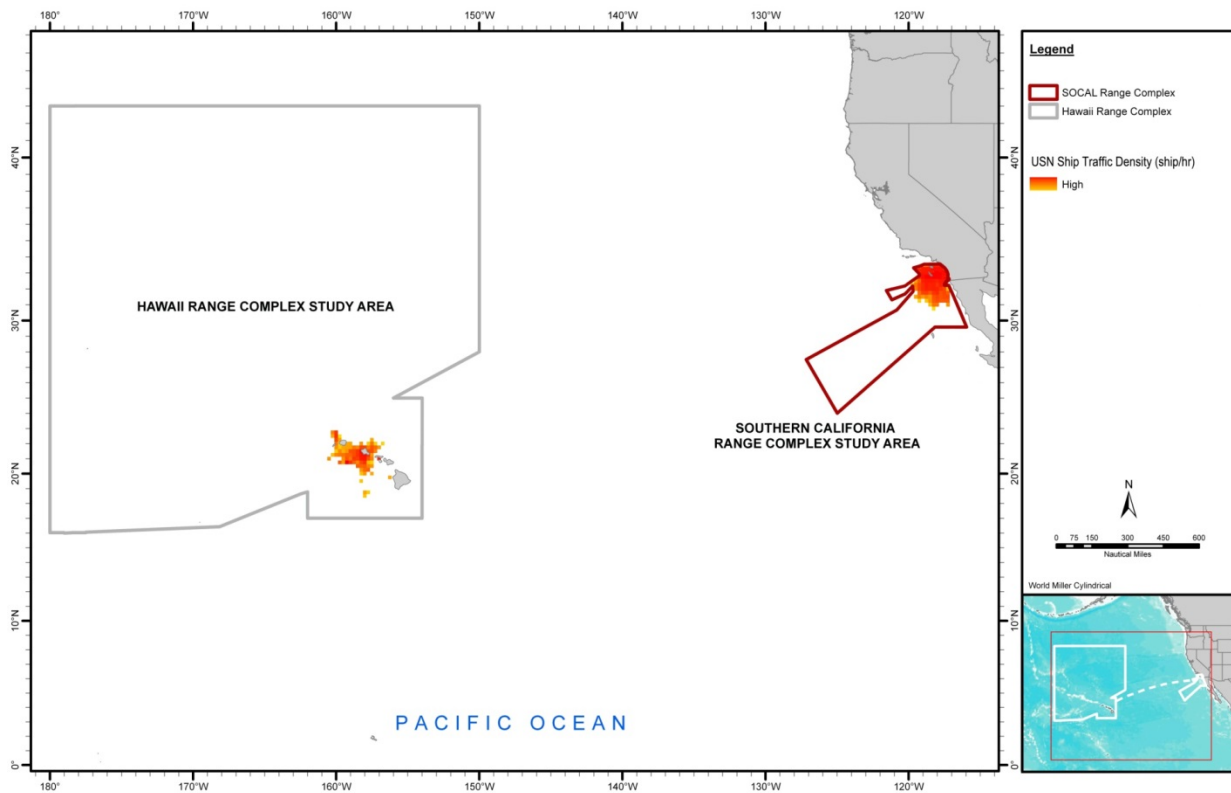 180°W 170°W 160°W 150°W 130°W 120°W
40°N 40°N
30°N 30°N
20°N 20°N
10°N 10°N
0° 0°
180°W 170°W 160°W 150°W 140°W 130°W 120°W
HAWAII RANGE COMPLEX STUDY AREA
SOUTHERN CALIFORNIA
RANGE COMPLEX STUDY AREA
PACIFIC OCEAN
Legend
SOCAL Range Complex
Hawaii Range Complex
USN Ship Traffic Density (ship/hr)
High
N
0 75 150 300 450 600
Nautical Miles
World Miller Cylindrical